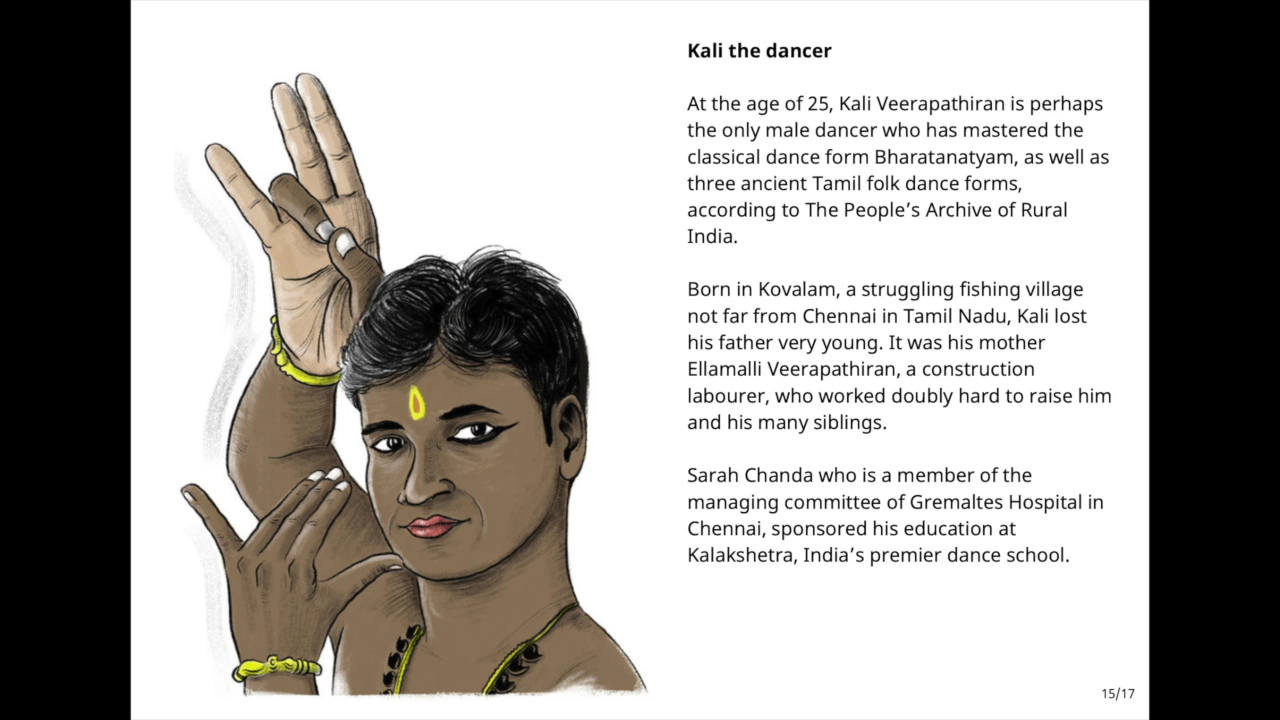 Kali the dancer
At the age of 25, Kali Veerapathiran is perhaps
the only male dancer who has mastered the
classical dance form Bharatanatyam, as well as
three ancient Tamil folk dance forms,
according to The People’s Archive of Rural
India.
Born in Kovalam, a struggling fishing village
not far from Chennai in Tamil Nadu, Kali lost
his father very young. It was his mother
Ellamalli Veerapathiran, a construction
labourer, who worked doubly hard to raise him
and his many siblings.
Sarah Chanda who is a member of the
managing committee of Gremaltes Hospital in
Chennai, sponsored his education at
Kalakshetra, India’s premier dance school.
15/17